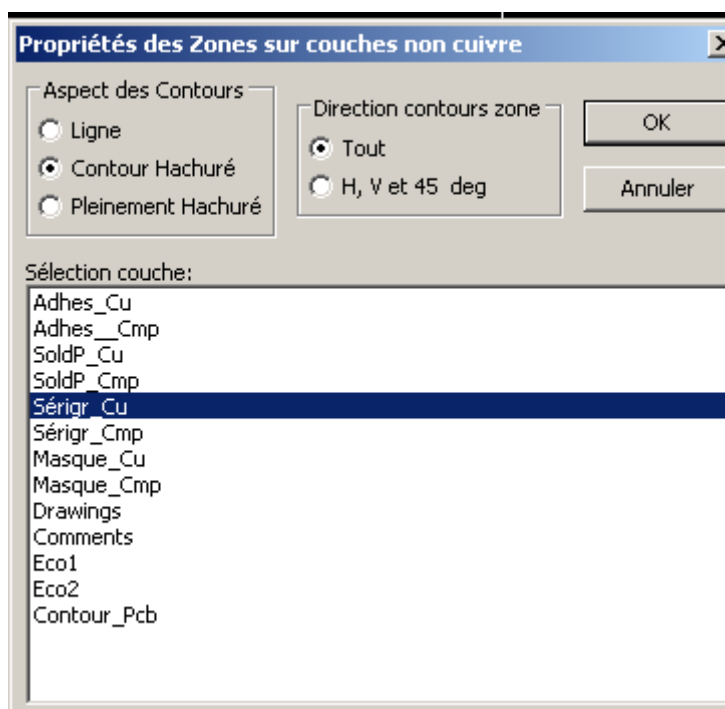 Propriétés des Zones sur couches non cuivre
Aspect des Contours
Ligne
Contour Hachuré
Pleinement Hachuré
Direction contours zone
Tout
H, V et 45 deg
OK
Annuler
Sélection couche:
Adhes_Cu
Adhes__Cmp
SoldP_Cu
SoldP_Cmp
Sérigr_Cu
Sérigr_Cmp
Masque_Cu
Masque_Cmp
Drawings
Comments
Eco1
Eco2
Contour_Pcb